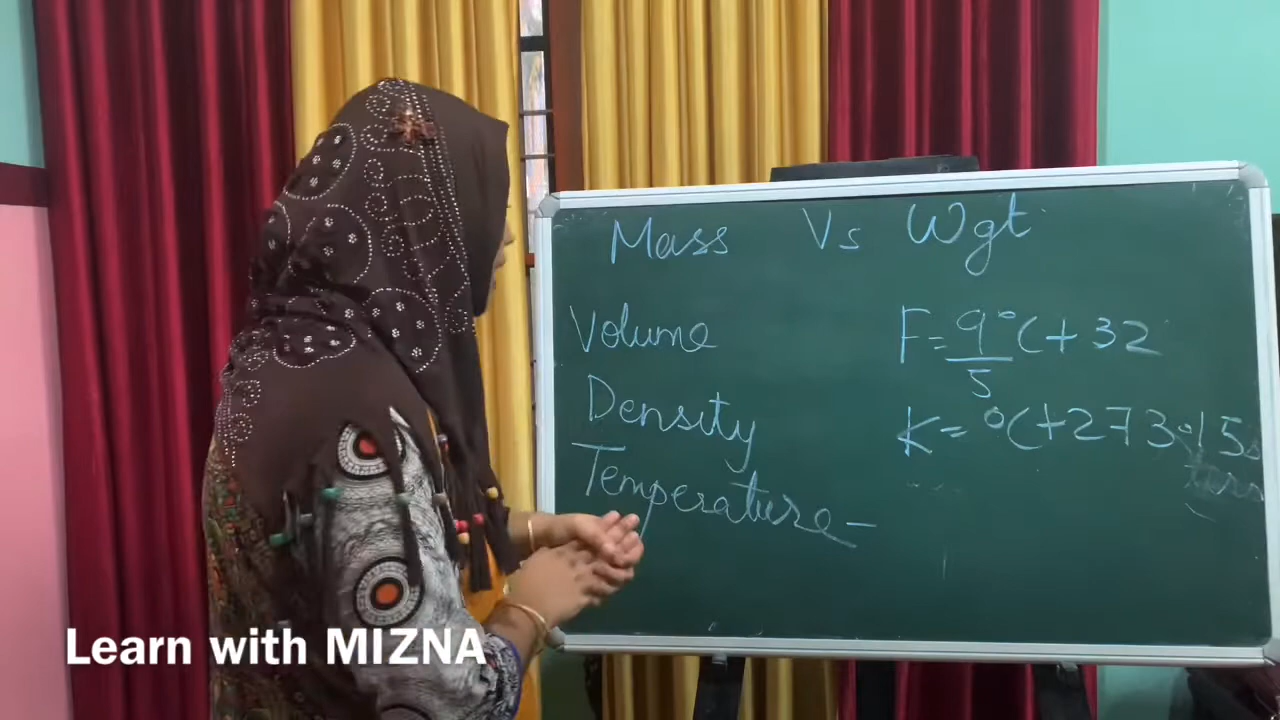 Mass Vs Wgt
Volume
F = 9/5 °C + 32
Density
K = °C + 273.15
Temperature -
Learn with MIZNA